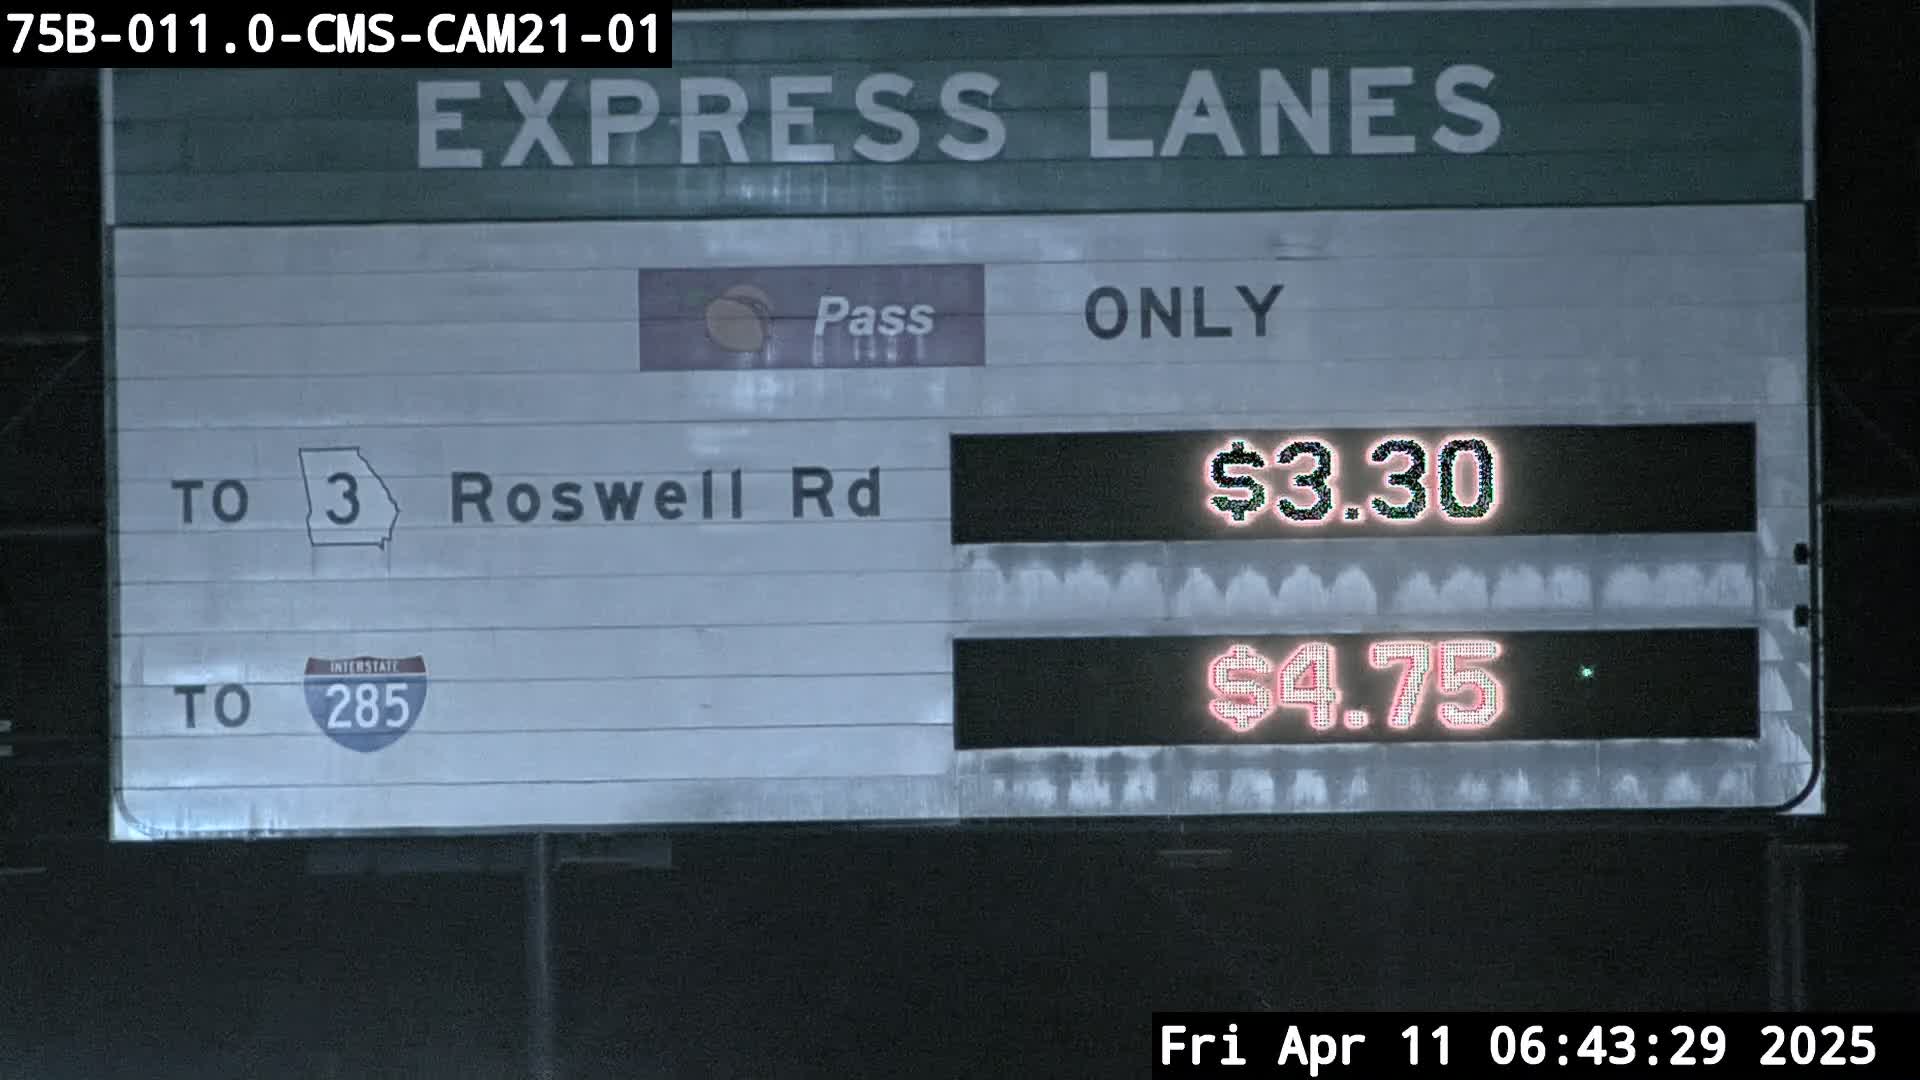 75B-011.0-CMS-CAM21-01
EXPRESS LANES
Pass ONLY
TO 3 Roswell Rd $3.30
INTERSTATE
TO 285 $4.75
Fri Apr 11 06:43:29 2025